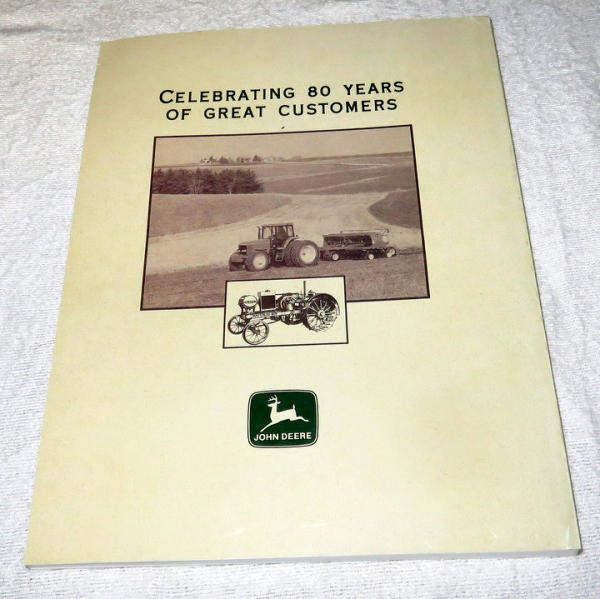 CELEBRATING 80 YEARS
OF GREAT CUSTOMERS
JOHN DEERE